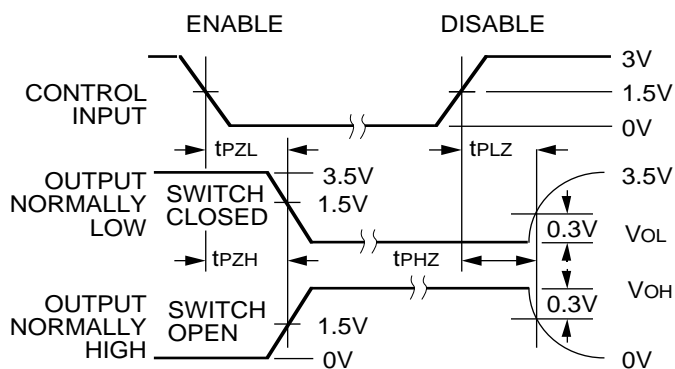 ENABLE DISABLE
3V
CONTROL INPUT 1.5V
0V
tPZL tPLZ
OUTPUT NORMALLY LOW
SWITCH CLOSED
3.5V 3.5V
1.5V
0.3V VOL
tPZH tPHZ
OUTPUT NORMALLY HIGH
SWITCH OPEN
0.3V VOH
1.5V
0V 0V